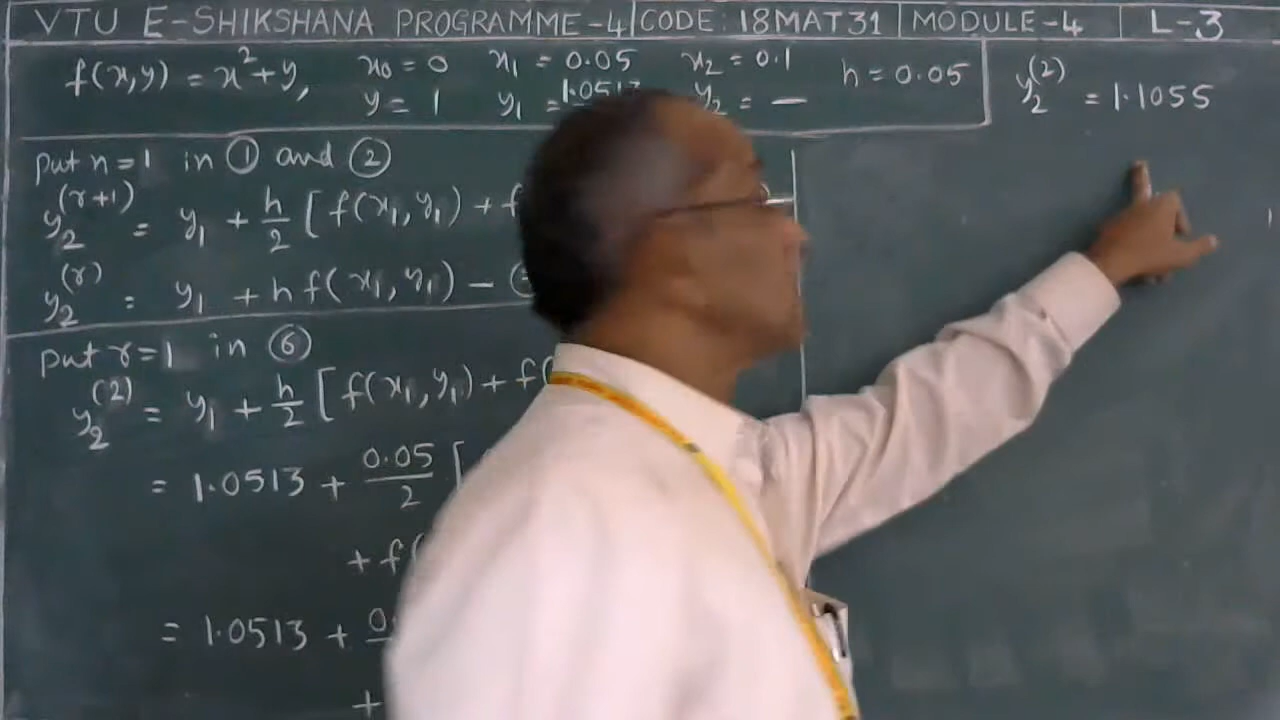 VTU E-SHIKSHANA PROGRAMME-4 CODE: 18MAT31 MODULE-4 L-3
f(x,y) = x²+y, x₀ = 0 x₁ = 0.05 x₂ = 0.1 h = 0.05
y = 1 y₁ = 1.0513 y₂ = —
y₂⁽²⁾ = 1.1055
put n=1 in ① and ②
y₂⁽ʳ⁺¹⁾ = y₁ + h/2 [f(x₁,y₁) + f
y₂⁽ʳ⁾ = y₁ + h f(x₁,y₁) —
put r=1 in ⑥
y₂⁽²⁾ = y₁ + h/2 [f(x₁,y₁) + f(
= 1.0513 + 0.05/2 [
+ f(
= 1.0513 + 0.
+